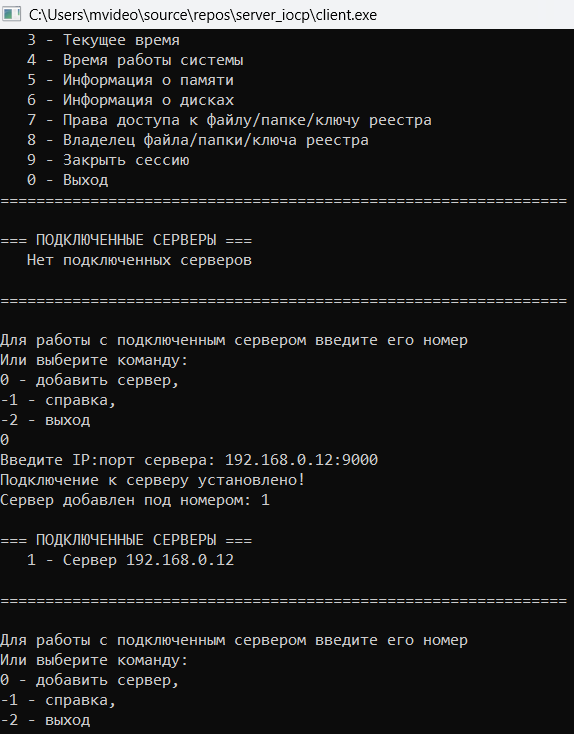 C:\Users\mvideo\source\repos\server_iocp\client.exe
3 - Текущее время
4 - Время работы системы
5 - Информация о памяти
6 - Информация о дисках
7 - Права доступа к файлу/папке/ключу реестра
8 - Владелец файла/папки/ключа реестра
9 - Закрыть сессию
0 - Выход
===============================================================
=== ПОДКЛЮЧЕННЫЕ СЕРВЕРЫ ===
Нет подключенных серверов
===============================================================
Для работы с подключенным сервером введите его номер
Или выберите команду:
0 - добавить сервер,
-1 - справка,
-2 - выход
0
Введите IP:порт сервера: 192.168.0.12:9000
Подключение к серверу установлено!
Сервер добавлен под номером: 1
=== ПОДКЛЮЧЕННЫЕ СЕРВЕРЫ ===
1 - Сервер 192.168.0.12
===============================================================
Для работы с подключенным сервером введите его номер
Или выберите команду:
0 - добавить сервер,
-1 - справка,
-2 - выход